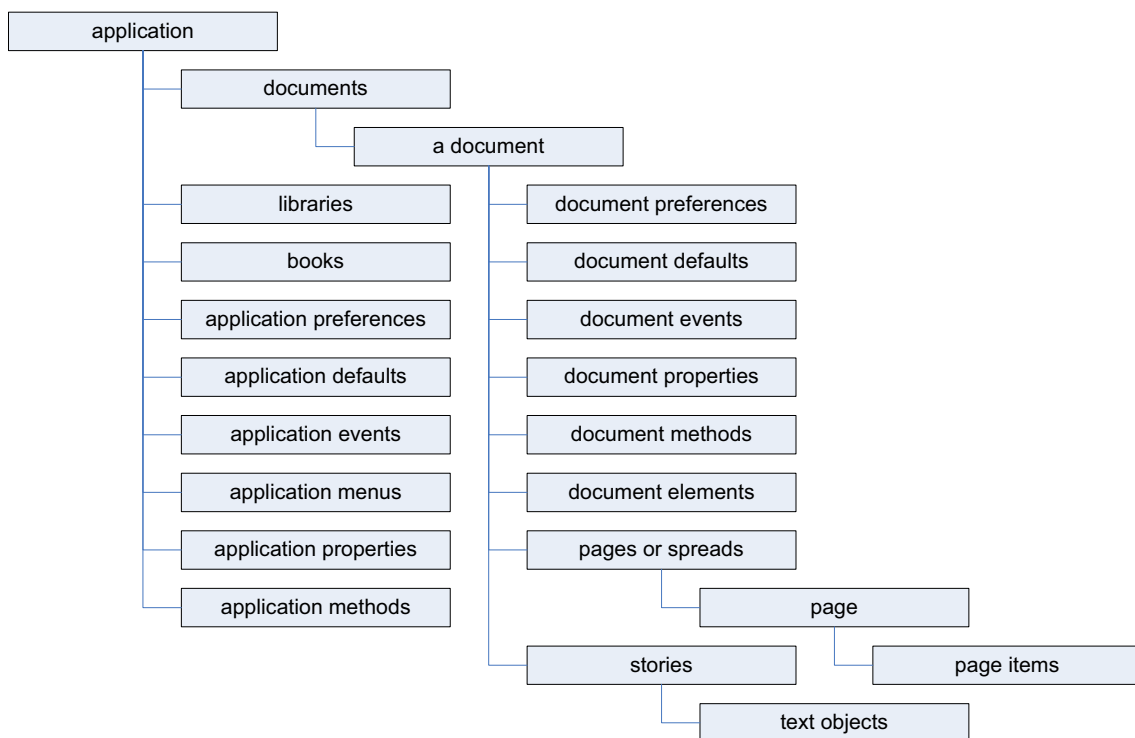 application
documents
a document
libraries
document preferences
books
document defaults
application preferences
document events
application defaults
document properties
application events
document methods
application menus
document elements
application properties
pages or spreads
application methods
page
stories
page items
text objects